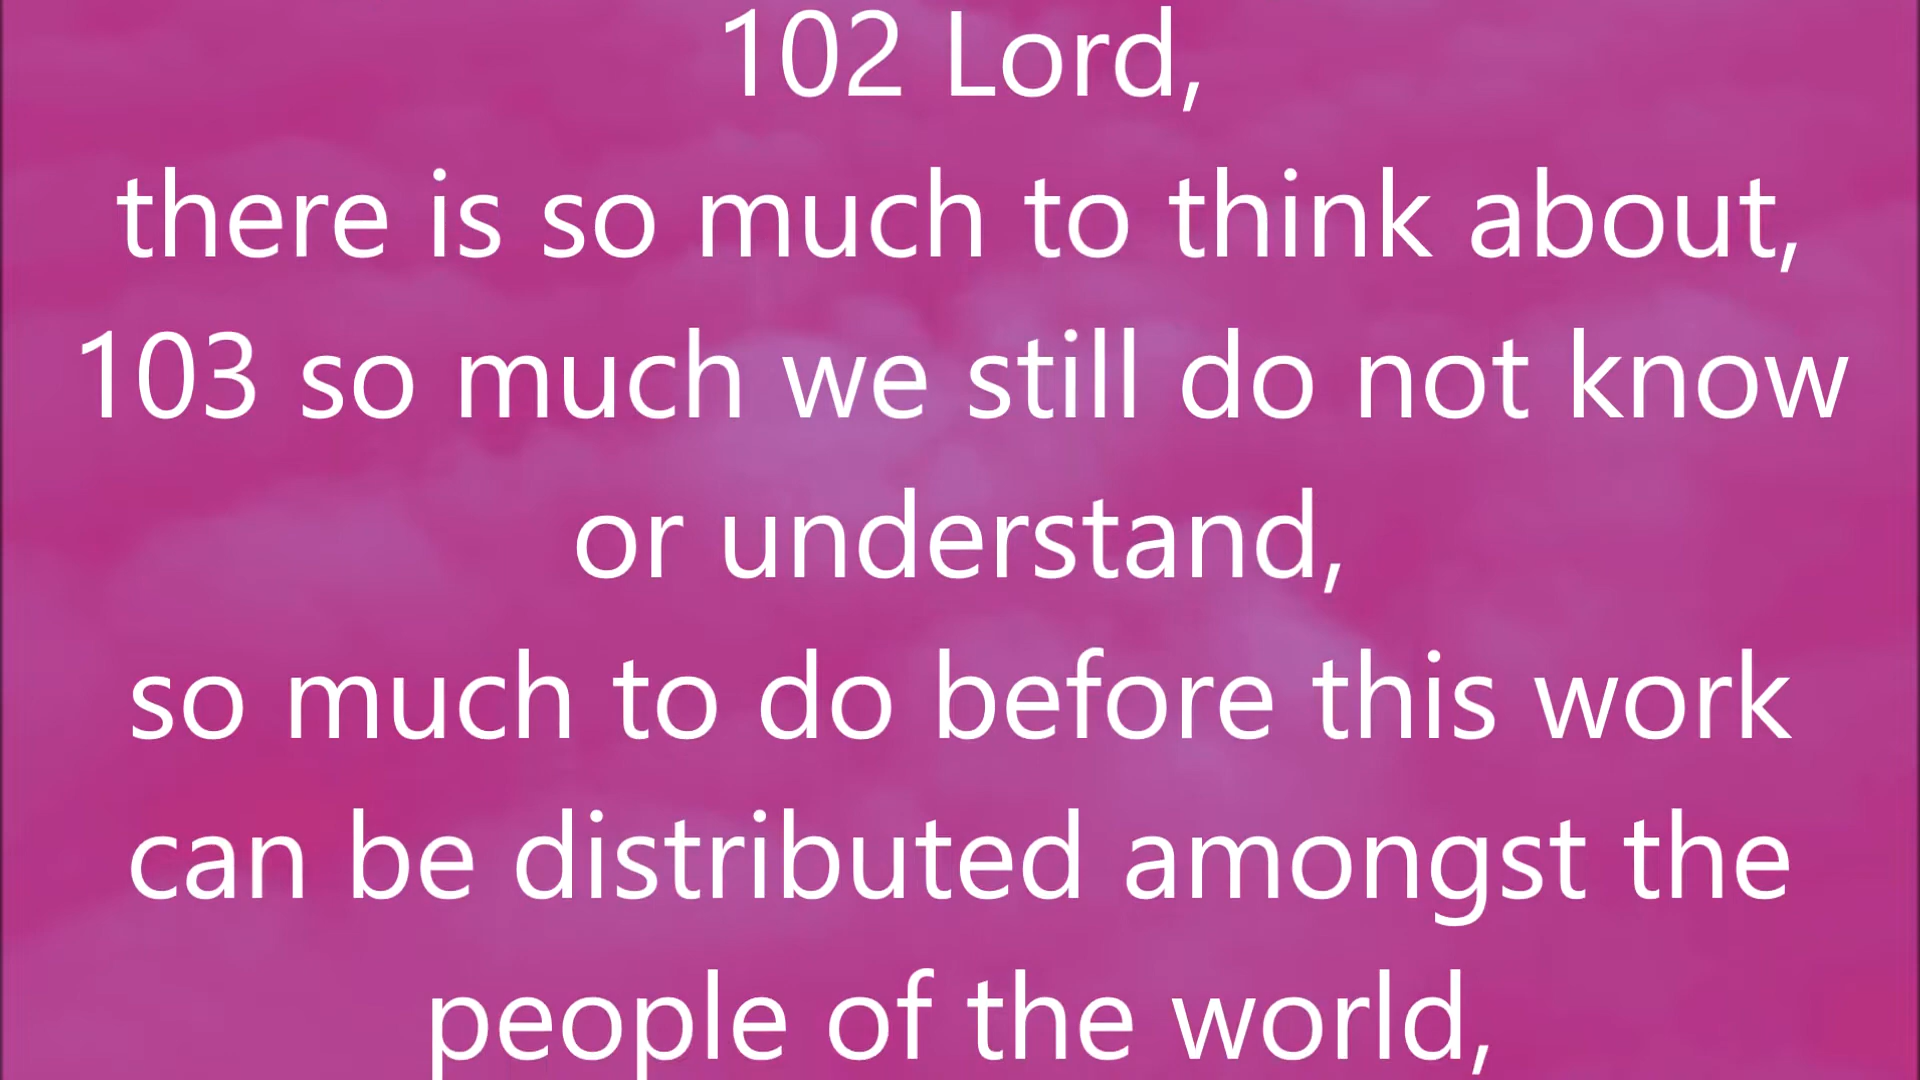 102 Lord,
there is so much to think about,
103 so much we still do not know
or understand,
so much to do before this work
can be distributed amongst the
people of the world,